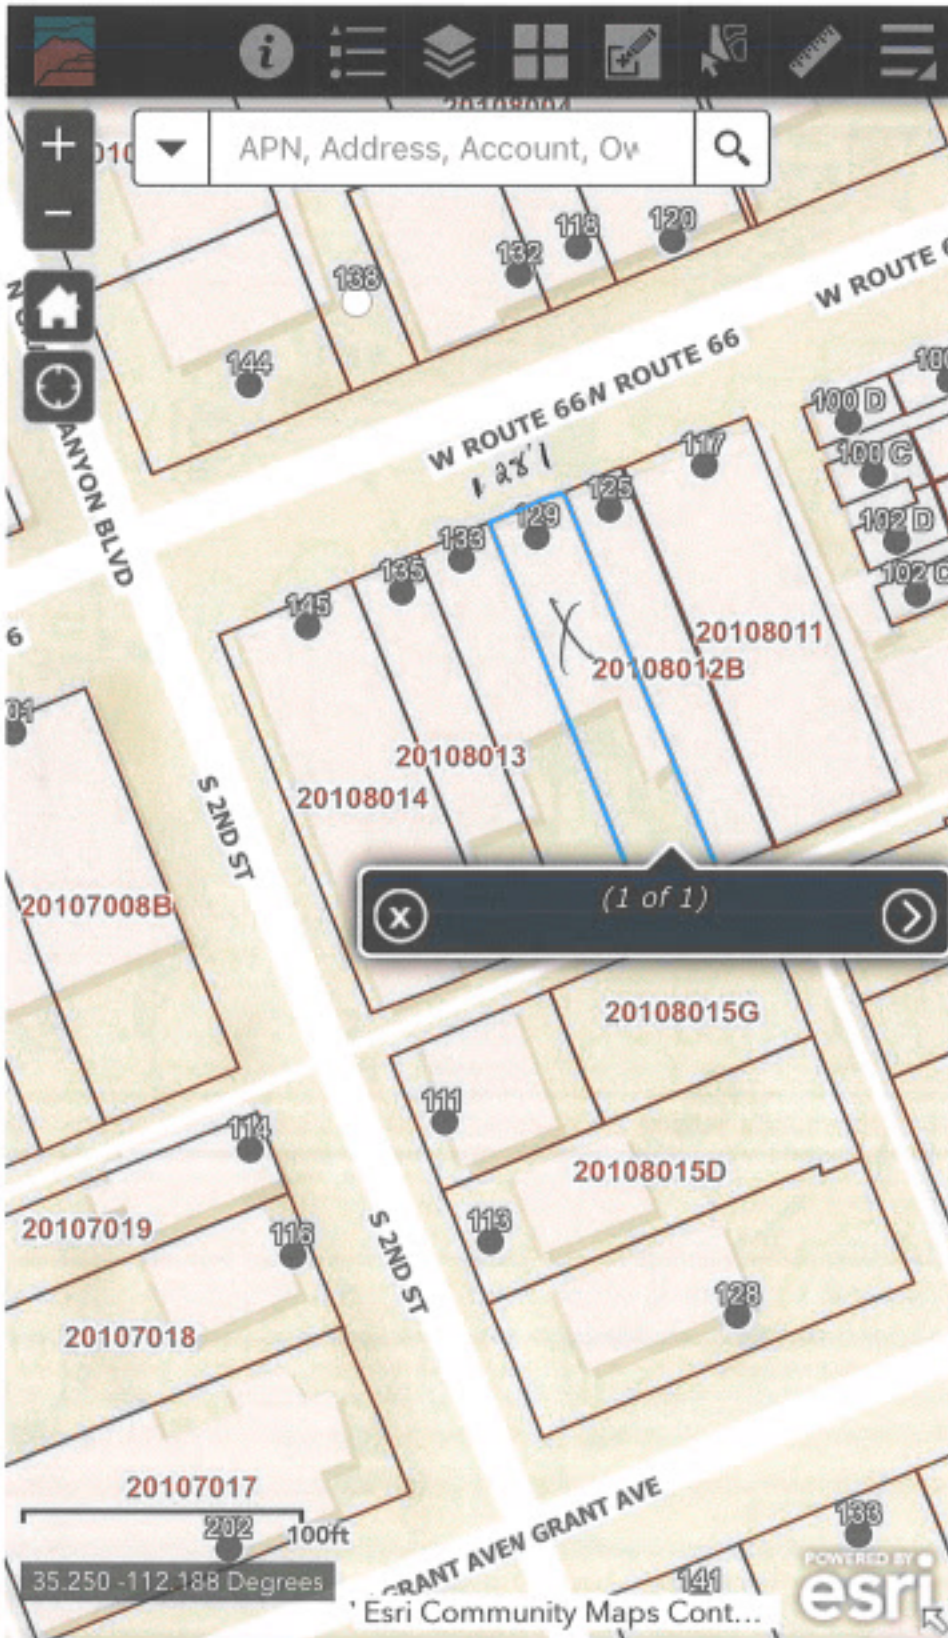 20108004
APN, Address, Account, Ow
132
118
120
138
W ROUTE
144
W ROUTE 66
W ROUTE 66
28'
100 D
117
100 C
125
129
102 D
133
135
102 C
145
ANYON BLVD
6
20108011
20108012B
20108013
20108014
S 2ND ST
20107008B
(1 of 1)
20108015G
111
114
20108015D
20107019
113
S 2ND ST
128
20107018
20107017
202
100ft
GRANT AVE
N GRANT AVE
133
141
35.250 -112.188 Degrees
Esri Community Maps Cont...
POWERED BY
esri